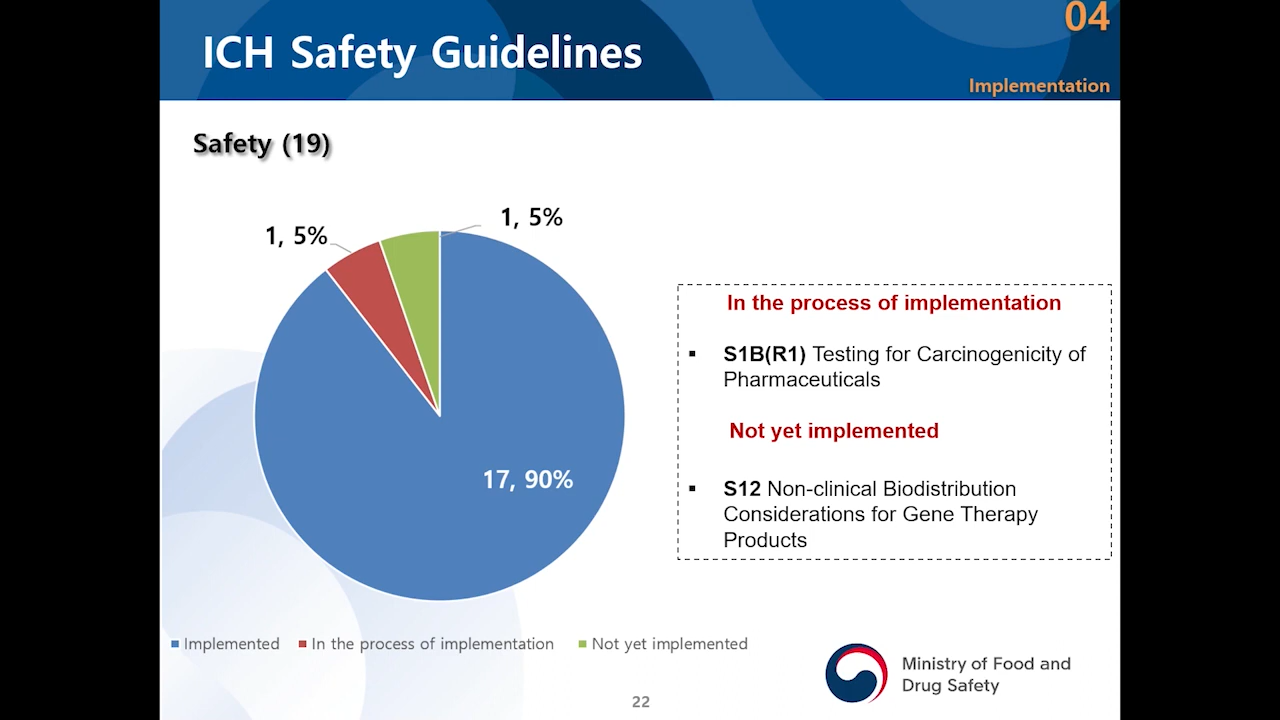 04
ICH Safety Guidelines
Implementation
Safety (19)
1, 5%
1, 5%
17, 90%
In the process of implementation
▪ S1B(R1) Testing for Carcinogenicity of
Pharmaceuticals
Not yet implemented
▪ S12 Non-clinical Biodistribution
Considerations for Gene Therapy
Products
Implemented In the process of implementation Not yet implemented
Ministry of Food and
Drug Safety
22